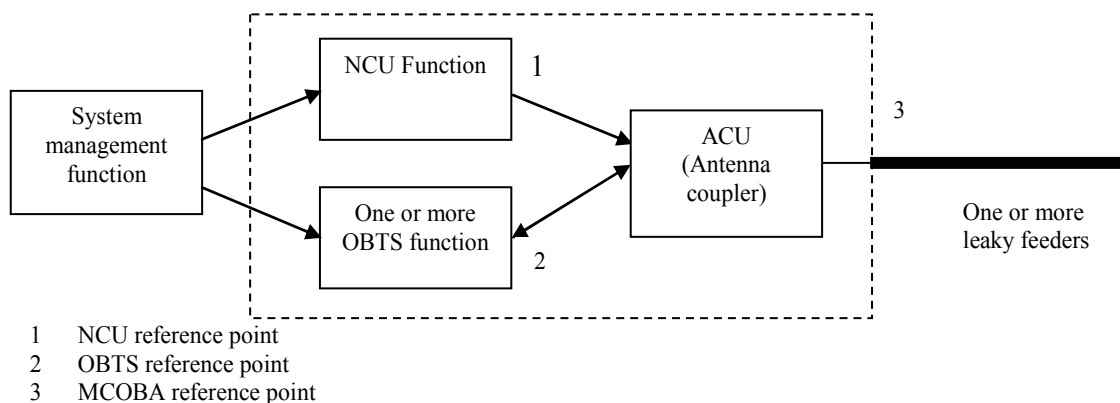 NCU Function
1
System
management
function
ACU
(Antenna
coupler)
3
One or more
OBTS function
2
One or more
leaky feeders
1 NCU reference point
2 OBTS reference point
3 MCOBA reference point